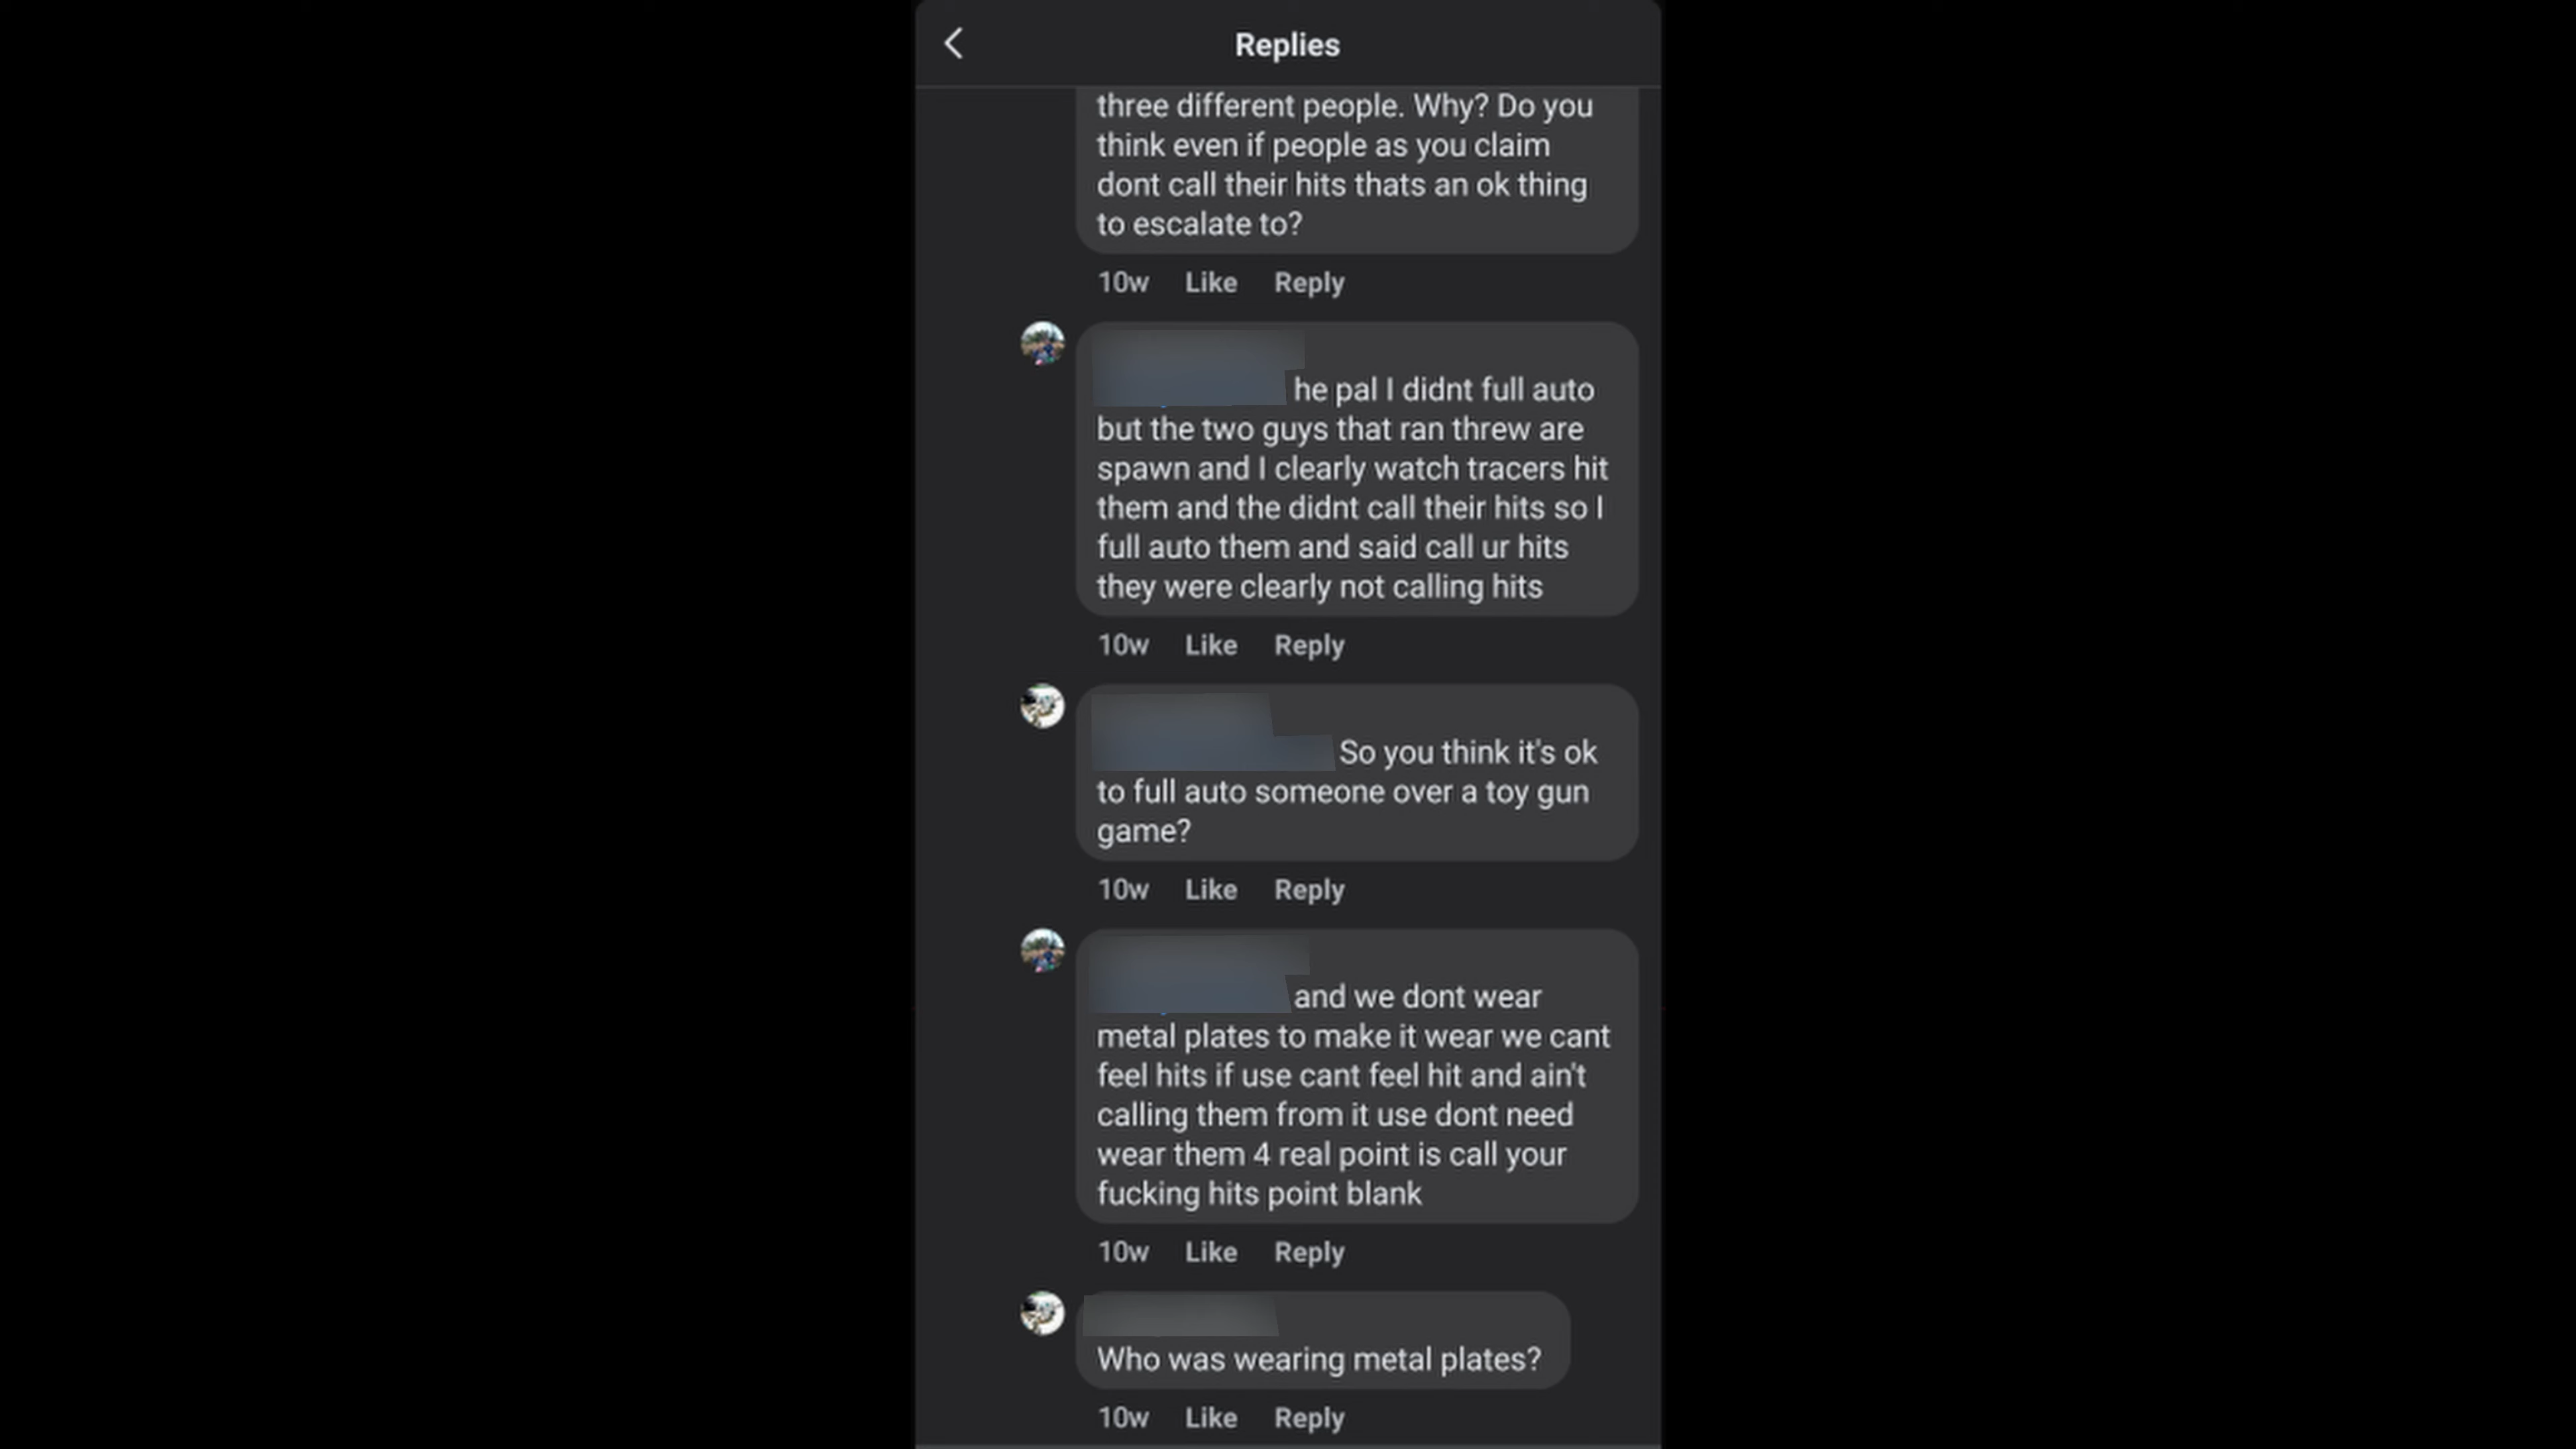 Replies
three different people. Why? Do you
think even if people as you claim
dont call their hits thats an ok thing
to escalate to?
10w Like Reply
he pal I didnt full auto
but the two guys that ran threw are
spawn and I clearly watch tracers hit
them and the didnt call their hits so I
full auto them and said call ur hits
they were clearly not calling hits
10w Like Reply
So you think it's ok
to full auto someone over a toy gun
game?
10w Like Reply
and we dont wear
metal plates to make it wear we cant
feel hits if use cant feel hit and ain't
calling them from it use dont need
wear them 4 real point is call your
fucking hits point blank
10w Like Reply
Who was wearing metal plates?
10w Like Reply